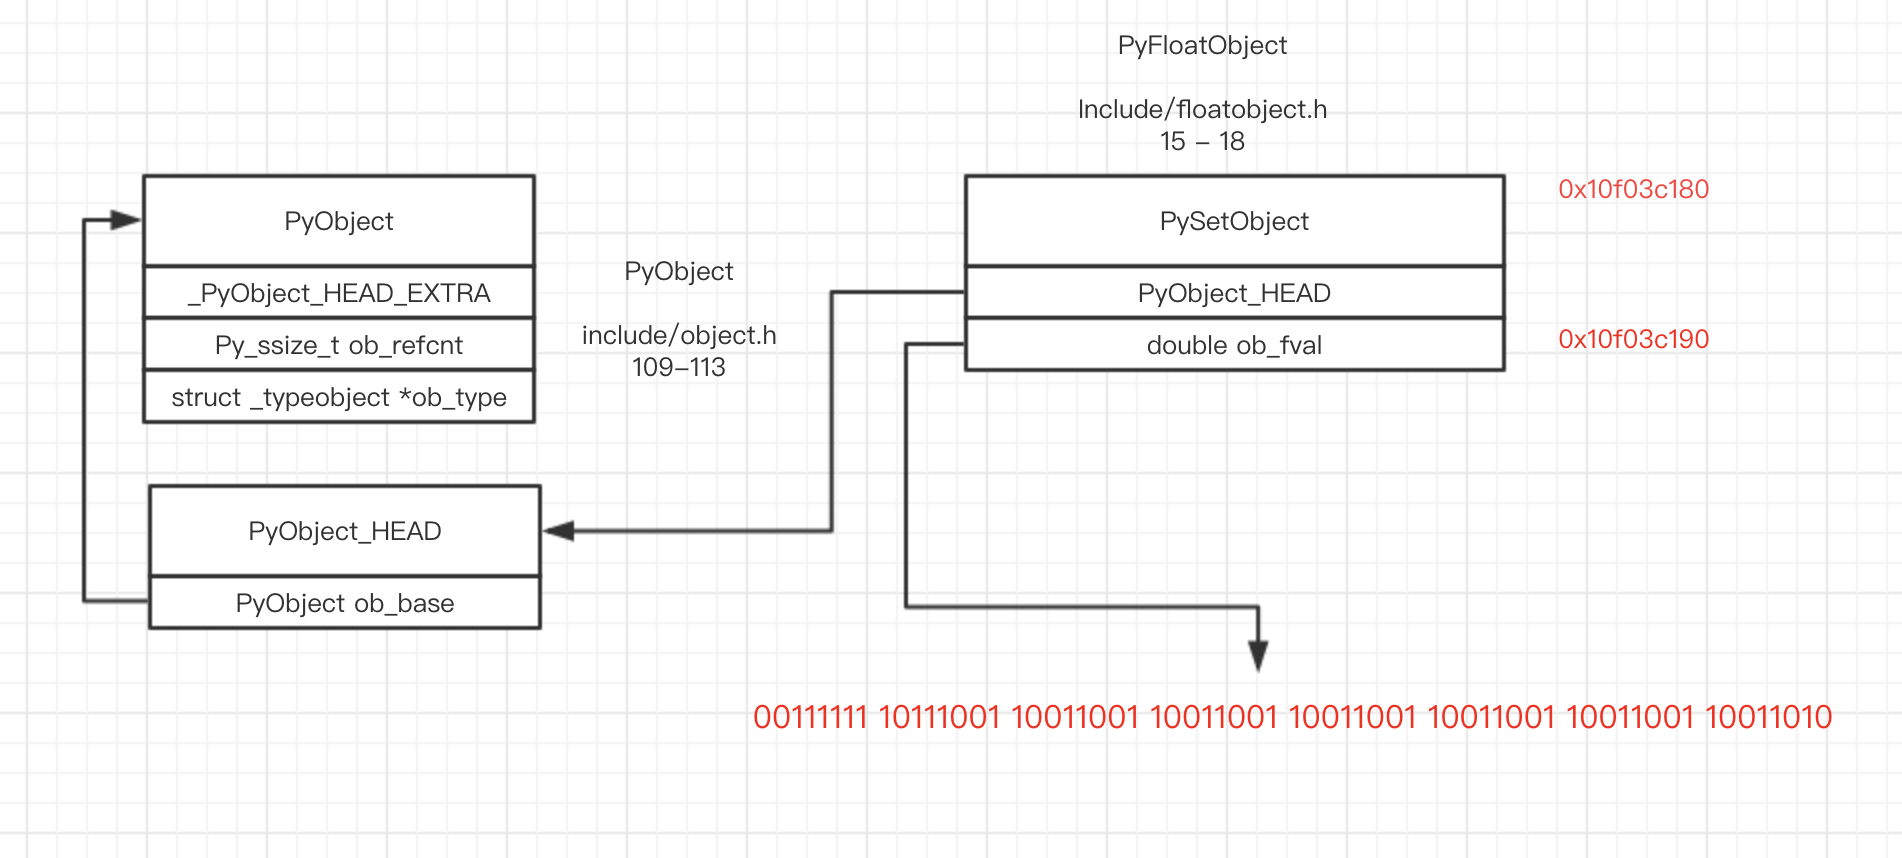 PyFloatObject
Include/floatobject.h
15 – 18
PyObject
_PyObject_HEAD_EXTRA
Py_ssize_t ob_refcnt
struct _typeobject *ob_type
PyObject
include/object.h
109–113
PySetObject
PyObject_HEAD
double ob_fval
0x10f03c180
0x10f03c190
PyObject_HEAD
PyObject ob_base
00111111 10111001 10011001 10011001 10011001 10011001 10011001 10011010